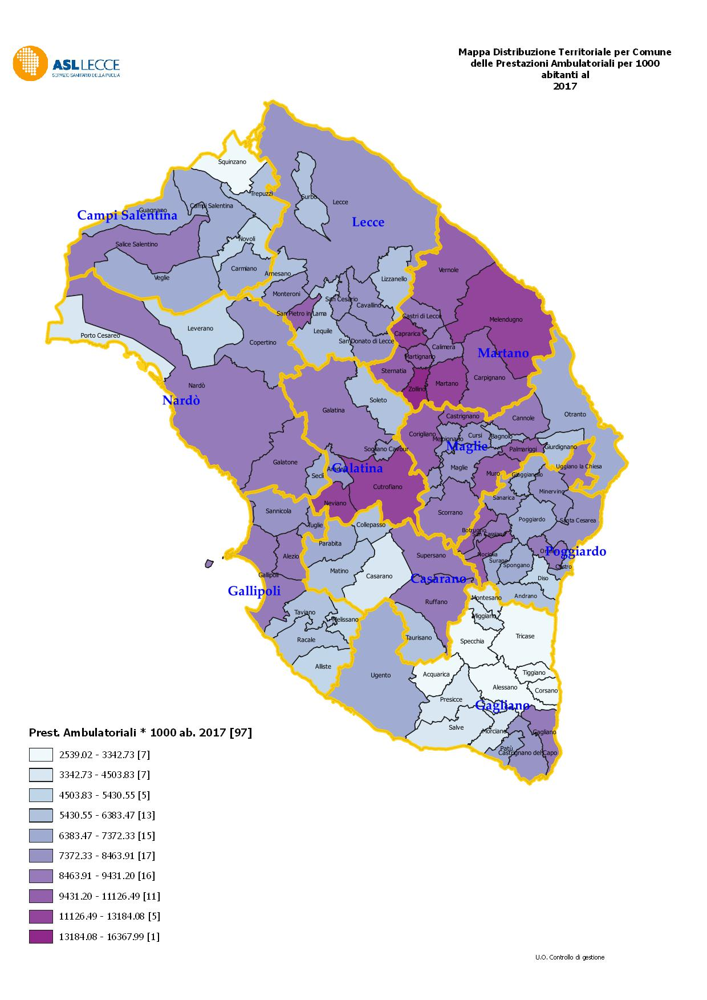 ASL LECCE
SERVIZIO SANITARIO DELLA PUGLIA
Mappa Distribuzione Territoriale per Comune
delle Prestazioni Ambulatoriali per 1000
abitanti al
2017
Squinzano
Trepuzzi
Surbo
Lecce
Campi Salentina
Guagnano
Campi Salentina
Lecce
Novoli
Salice Salentino
Carmiano
Arnesano
Vernole
Veglie
Lizzanello
Monteroni
San Cesario
Cavallino
San Pietro in Lama
Castri di Lecce
Melendugno
Leverano
Lequile
Caprarica
Porto Cesareo
Copertino
San Donato di Lecce
Calimera
Martano
Martignano
Sternatia
Carpignano
Nardò
Zollino
Martano
Nardò
Soleto
Galatina
Otranto
Castrignano
Cannole
Corigliano
Melpignano
Cursi
Bagnolo
Maglie
Giurdignano
Sogliano Cavour
Palmariggi
Galatone
Aradeo
Galatina
Maglie
Uggiano la Chiesa
Seclì
Muro
Giuggianello
Cutrofiano
Minervino
Sanarica
Neviano
Sannicola
Scorrano
Poggiardo
Santa Cesarea
Tuglie
Collepasso
Botrugno
San Cassiano
Parabita
Ortelle
Poggiardo
Alezio
Supersano
Nociglia
Surano
Spongano
Castro
Matino
Gallipoli
Casarano
Casarano
Diso
Gallipoli
Andrano
Montesano
Ruffano
Taviano
Miggiano
Melissano
Racale
Taurisano
Specchia
Tricase
Alliste
Ugento
Acquarica
Tiggiano
Alessano
Corsano
Presicce
Gagliano
Salve
Morciano
Gagliano
Patù
Castrignano del Capo
Prest. Ambulatoriali * 1000 ab. 2017 [97]
2539.02 - 3342.73 [7]
3342.73 - 4503.83 [7]
4503.83 - 5430.55 [5]
5430.55 - 6383.47 [13]
6383.47 - 7372.33 [15]
7372.33 - 8463.91 [17]
8463.91 - 9431.20 [16]
9431.20 - 11126.49 [11]
11126.49 - 13184.08 [5]
13184.08 - 16367.99 [1]
U.O. Controllo di gestione